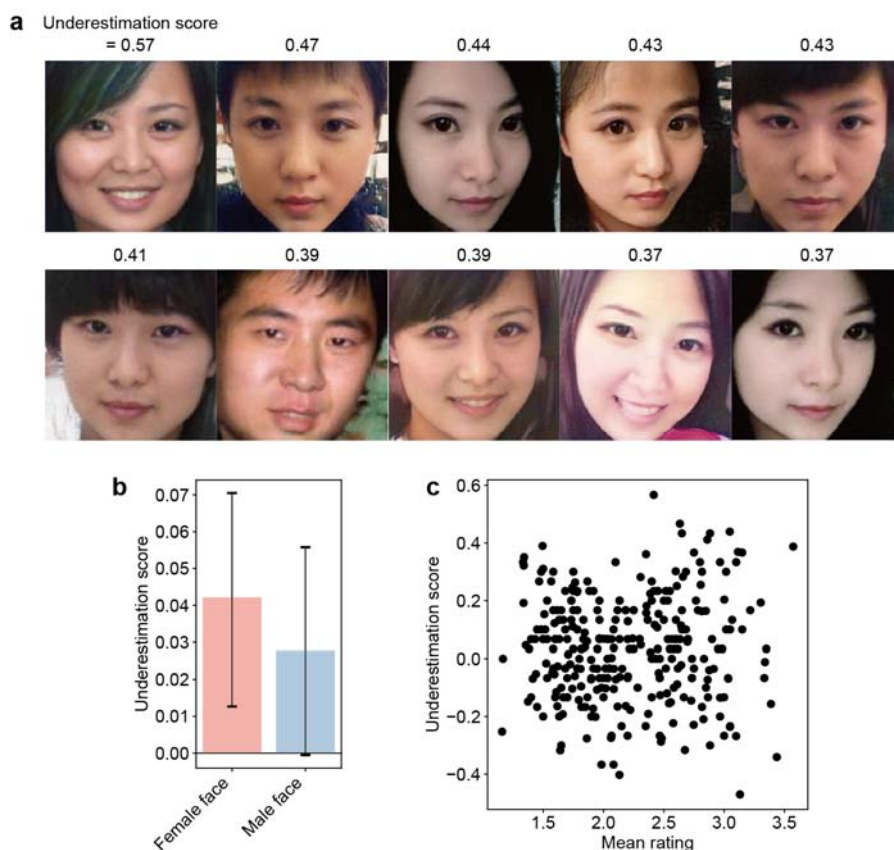 a Underestimation score
= 0.57 0.47 0.44 0.43 0.43
0.41 0.39 0.39 0.37 0.37
b
Underestimation score
0.07
0.06
0.05
0.04
0.03
0.02
0.01
0.00
Female face
Male face
c
Underestimation score
0.6
0.4
0.2
0.0
−0.2
−0.4
1.5 2.0 2.5 3.0 3.5
Mean rating